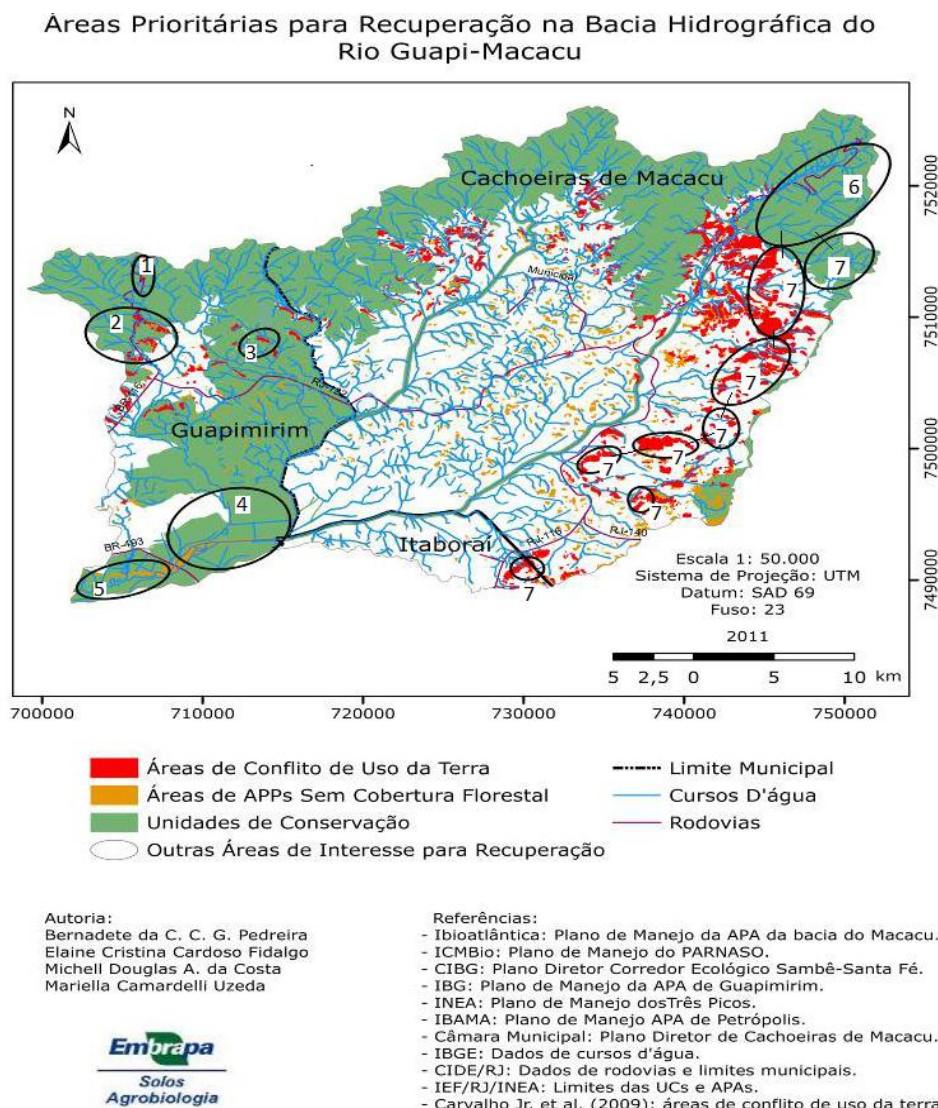 Áreas Prioritárias para Recuperação na Bacia Hidrográfica do
Rio Guapi-Macacu
N
Cachoeiras de Macacu
6
1
7
Municipal
7
2
3
7
RJ-122
BR-116
Guapimirim
7
7
7
4
7
Itaboraí
RJ-116
RJ-140
BR-493
5
7
Escala 1: 50.000
Sistema de Projeção: UTM
Datum: SAD 69
Fuso: 23
2011
5 2,5 0 5 10 km
7520000
7510000
7500000
7490000
700000 710000 720000 730000 740000 750000
Áreas de Conflito de Uso da Terra
Áreas de APPs Sem Cobertura Florestal
Unidades de Conservação
Outras Áreas de Interesse para Recuperação
Limite Municipal
Cursos D'água
Rodovias
Autoria:
Bernadete da C. C. G. Pedreira
Elaine Cristina Cardoso Fidalgo
Michell Douglas A. da Costa
Mariella Camardelli Uzeda
Embrapa
Solos
Agrobiologia
Referências:
- Ibioatlântica: Plano de Manejo da APA da bacia do Macacu.
- ICMBio: Plano de Manejo do PARNASO.
- CIBG: Plano Diretor Corredor Ecológico Sambê-Santa Fé.
- IBG: Plano de Manejo da APA de Guapimirim.
- INEA: Plano de Manejo dosTrês Picos.
- IBAMA: Plano de Manejo APA de Petrópolis.
- Câmara Municipal: Plano Diretor de Cachoeiras de Macacu.
- IBGE: Dados de cursos d'água.
- CIDE/RJ: Dados de rodovias e limites municipais.
- IEF/RJ/INEA: Limites das UCs e APAs.
- Carvalho Jr. et al. (2009): áreas de conflito de uso da terra